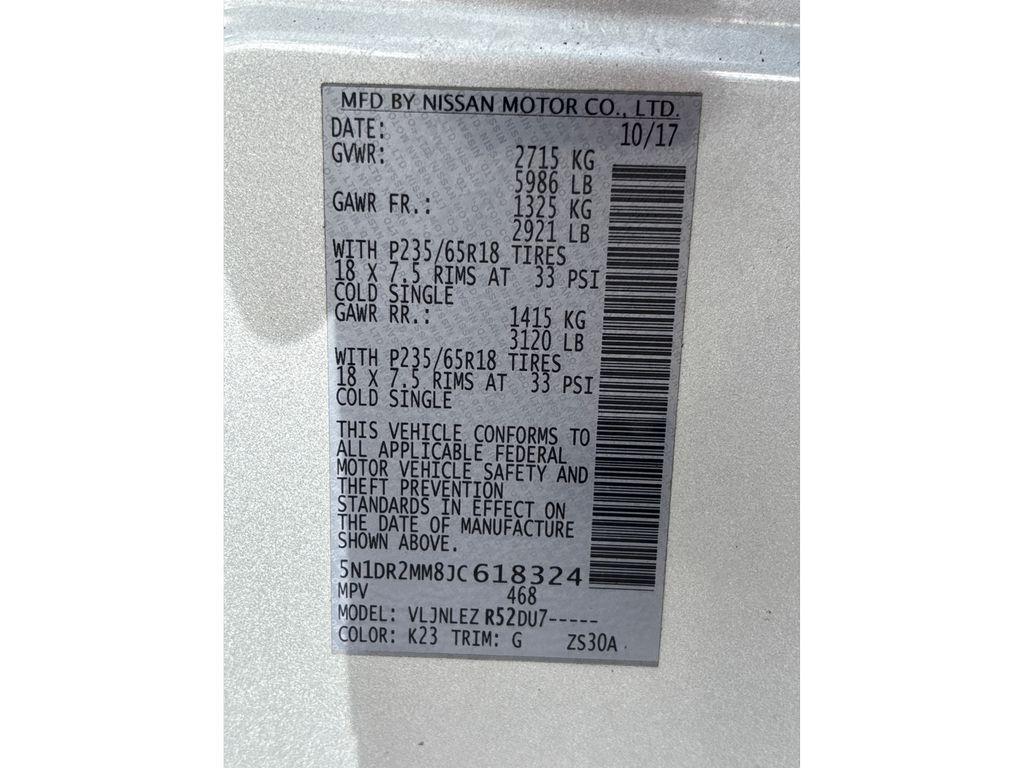 MFD BY NISSAN MOTOR CO., LTD.
DATE: 10/17
GVWR: 2715 KG
5986 LB
GAWR FR.: 1325 KG
2921 LB
WITH P235/65R18 TIRES
18 X 7.5 RIMS AT 33 PSI
COLD SINGLE
GAWR RR.: 1415 KG
3120 LB
WITH P235/65R18 TIRES
18 X 7.5 RIMS AT 33 PSI
COLD SINGLE
THIS VEHICLE CONFORMS TO
ALL APPLICABLE FEDERAL
MOTOR VEHICLE SAFETY AND
THEFT PREVENTION
STANDARDS IN EFFECT ON
THE DATE OF MANUFACTURE
SHOWN ABOVE.
5N1DR2MM8JC618324
MPV 468
MODEL: VLJNLEZ R52DU7-----
COLOR: K23 TRIM: G ZS30A